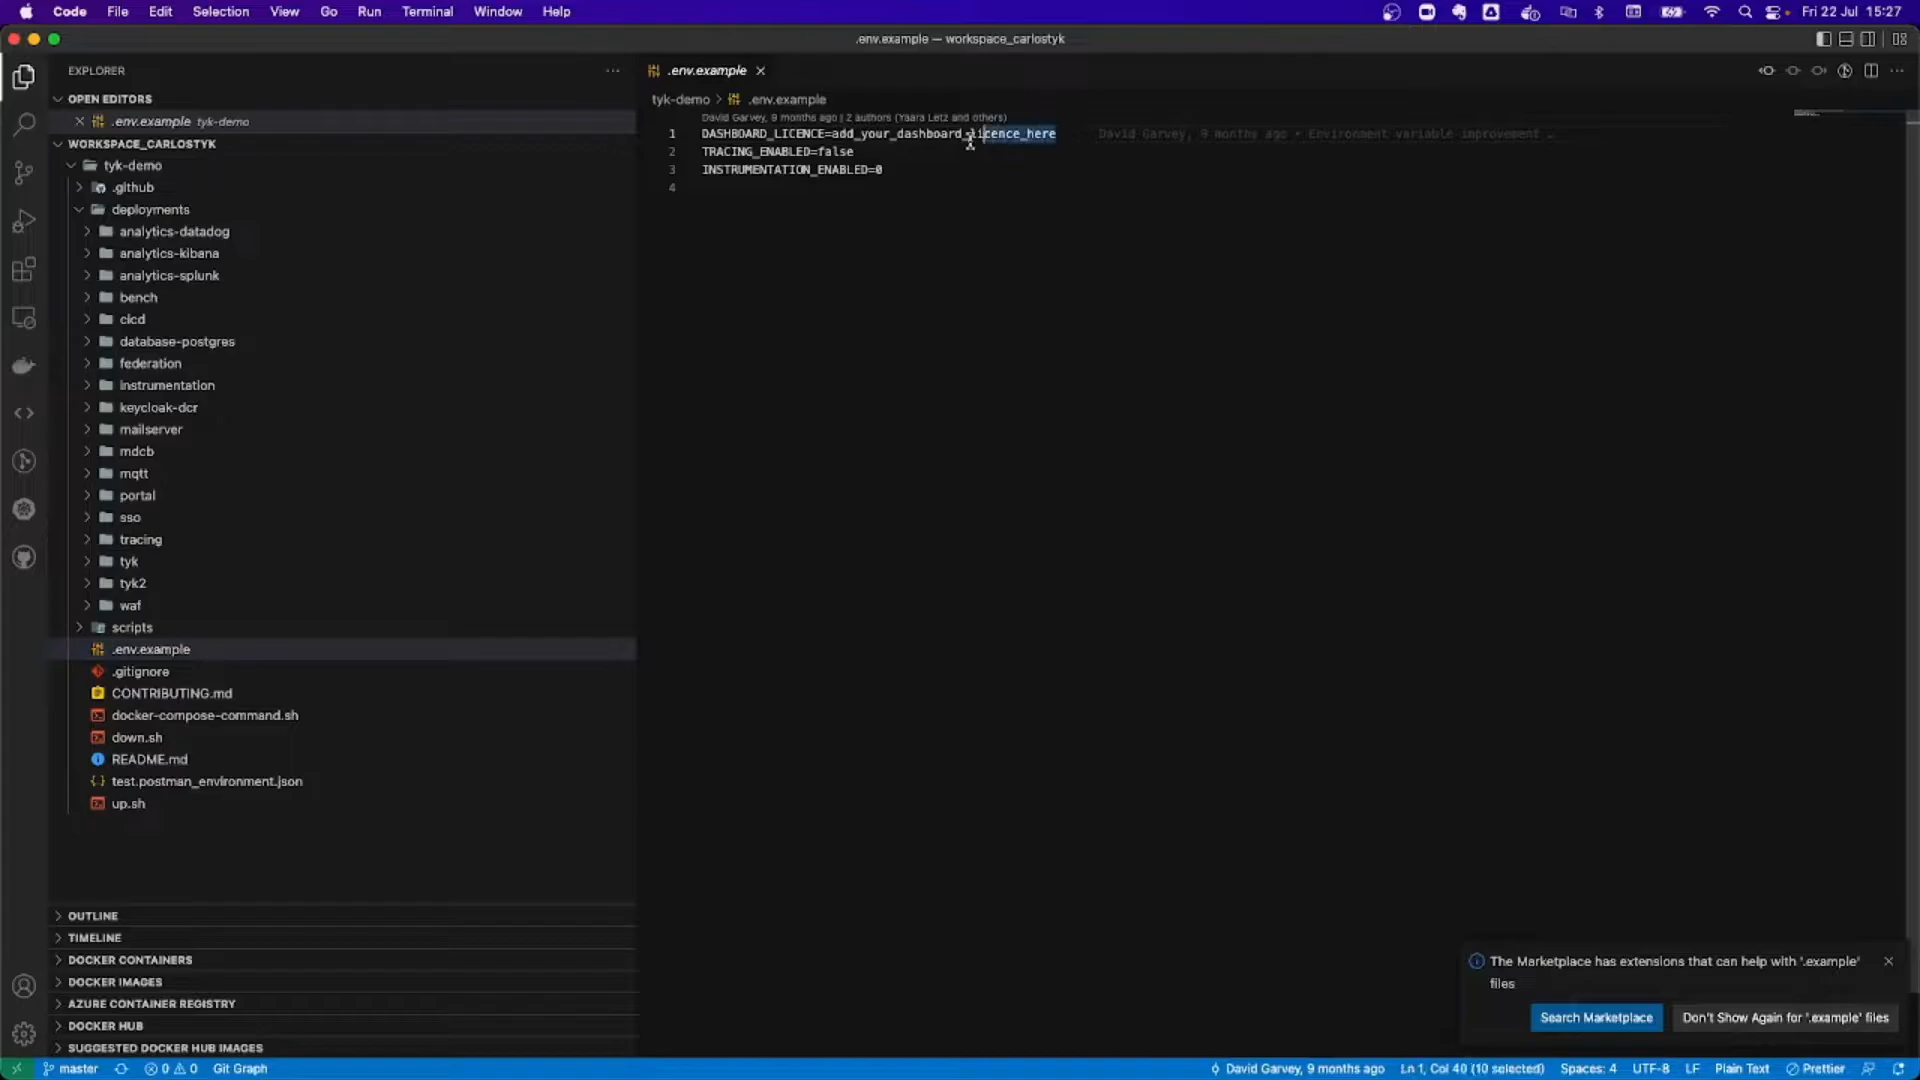 Code File Edit Selection View Go Run Terminal Window Help
Fri 22 Jul 15:27
.env.example — workspace_carlostyk
EXPLORER
OPEN EDITORS
.env.example tyk-demo
WORKSPACE_CARLOSTYK
tyk-demo
.github
deployments
analytics-datadog
analytics-kibana
analytics-splunk
bench
cicd
database-postgres
federation
instrumentation
keycloak-dcr
mailserver
mdcb
mqtt
portal
sso
tracing
tyk
tyk2
waf
scripts
.env.example
.gitignore
CONTRIBUTING.md
docker-compose-command.sh
down.sh
README.md
test.postman_environment.json
up.sh
OUTLINE
TIMELINE
DOCKER CONTAINERS
DOCKER IMAGES
AZURE CONTAINER REGISTRY
DOCKER HUB
SUGGESTED DOCKER HUB IMAGES
.env.example
tyk-demo > .env.example
David Garvey, 9 months ago | 2 authors (Yaara Letz and others)
1 DASHBOARD_LICENCE=add_your_dashboard_licence_here David Garvey, 9 months ago • Environment variable improvement …
2 TRACING_ENABLED=false
3 INSTRUMENTATION_ENABLED=0
4
The Marketplace has extensions that can help with '.example'
files
Search Marketplace
Don't Show Again for '.example' files
master 0 0 Git Graph
David Garvey, 9 months ago Ln 1, Col 40 (10 selected) Spaces: 4 UTF-8 LF Plain Text Prettier